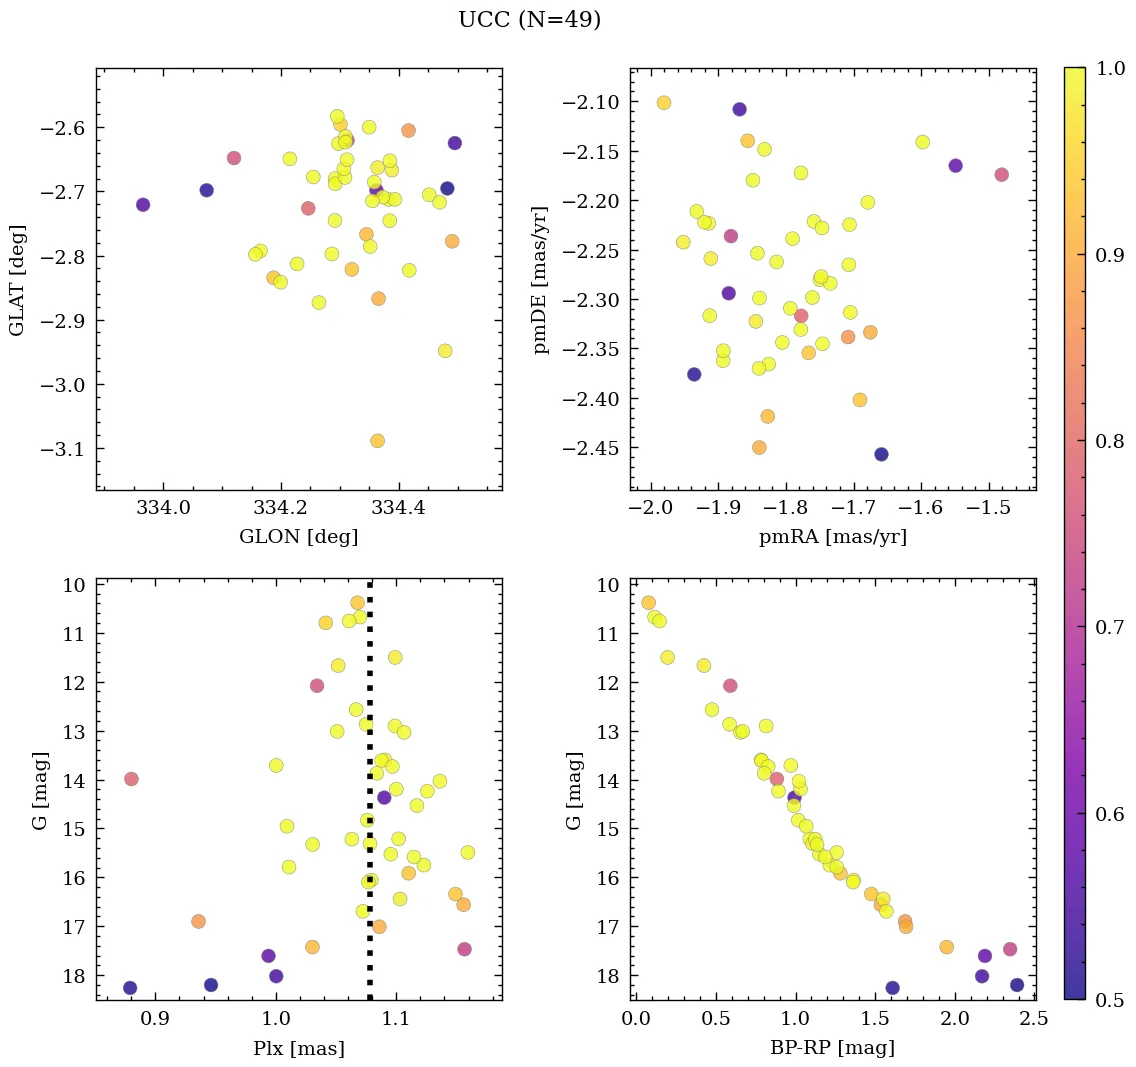 UCC (N=49)
−2.6
−2.7
−2.8
−2.9
−3.0
−3.1
GLAT [deg]
334.0 334.2 334.4
GLON [deg]
−2.10
−2.15
−2.20
−2.25
−2.30
−2.35
−2.40
−2.45
pmDE [mas/yr]
−2.0 −1.9 −1.8 −1.7 −1.6 −1.5
pmRA [mas/yr]
10
11
12
13
14
15
16
17
18
G [mag]
0.9 1.0 1.1
Plx [mas]
10
11
12
13
14
15
16
17
18
G [mag]
0.0 0.5 1.0 1.5 2.0 2.5
BP-RP [mag]
1.0
0.9
0.8
0.7
0.6
0.5